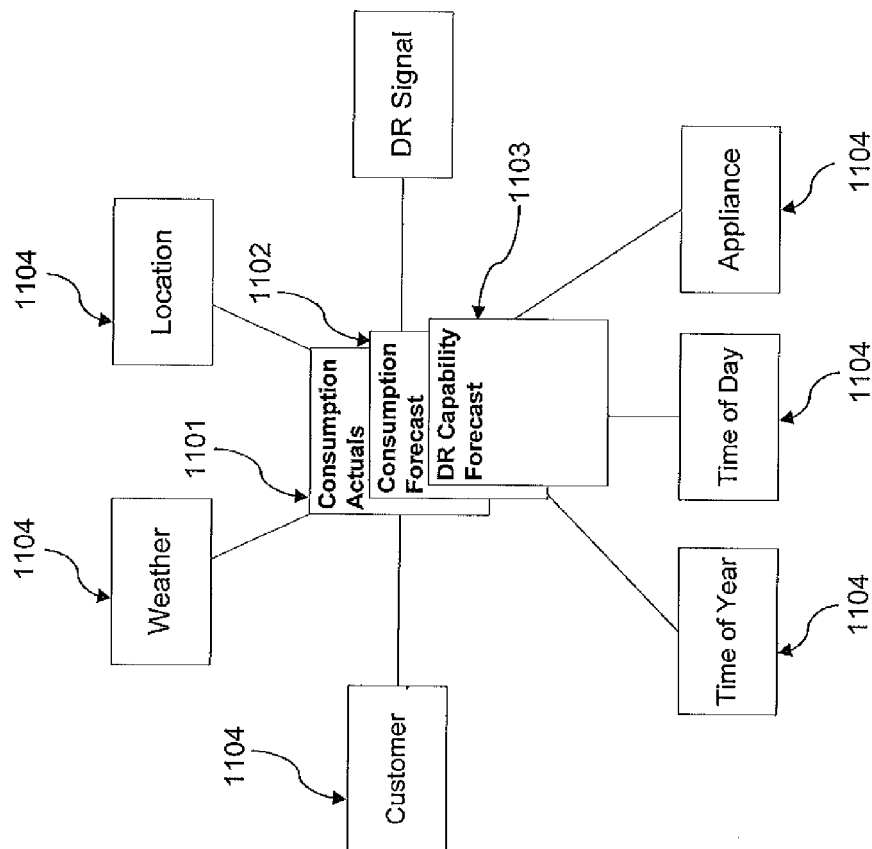 1104
Weather
1104
Location
1104
Customer
1101
Consumption
Actuals
1102
Consumption
Forecast
DR Signal
DR Capability
Forecast
1103
Time of Year
1104
Time of Day
1104
Appliance
1104